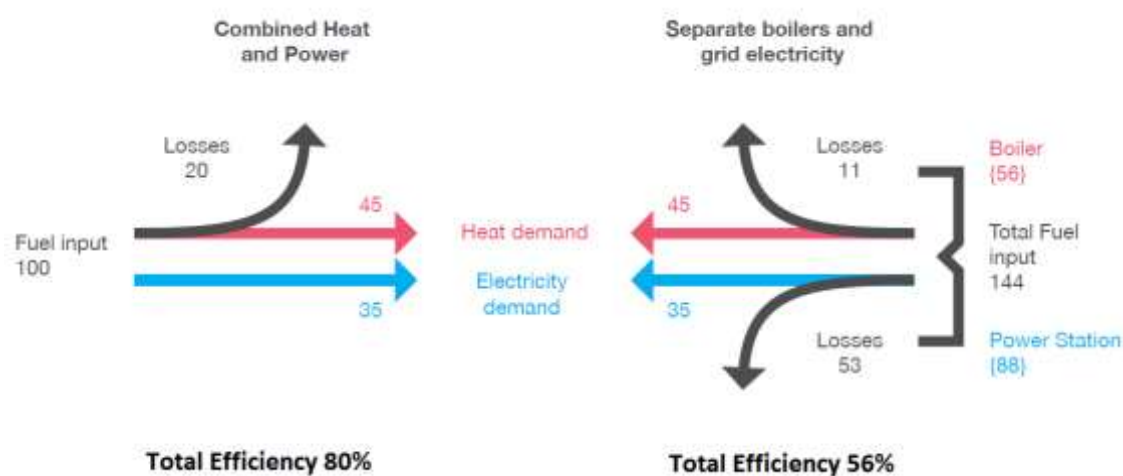 Combined Heat
and Power
Separate boilers and
grid electricity
Losses
20
45
Fuel input
100
35
Heat demand
Electricity
demand
Losses
11
45
35
Losses
53
Boiler
{56}
Total Fuel
input
144
Power Station
{88}
Total Efficiency 80%
Total Efficiency 56%